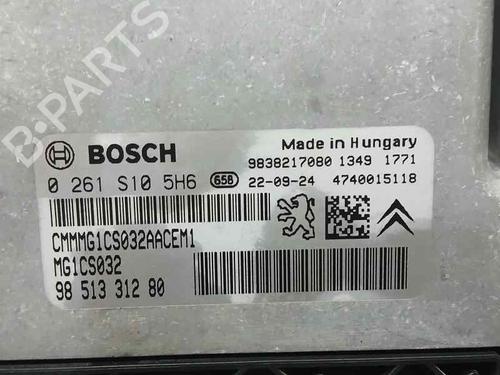 B-PARTS
BOSCH
Made in Hungary
9838217080 1349 1771
0 261 S10 5H6 65B 22-09-24 4740015118
CMMMG1CS032AACEM1
MG1CS032
98 513 312 80